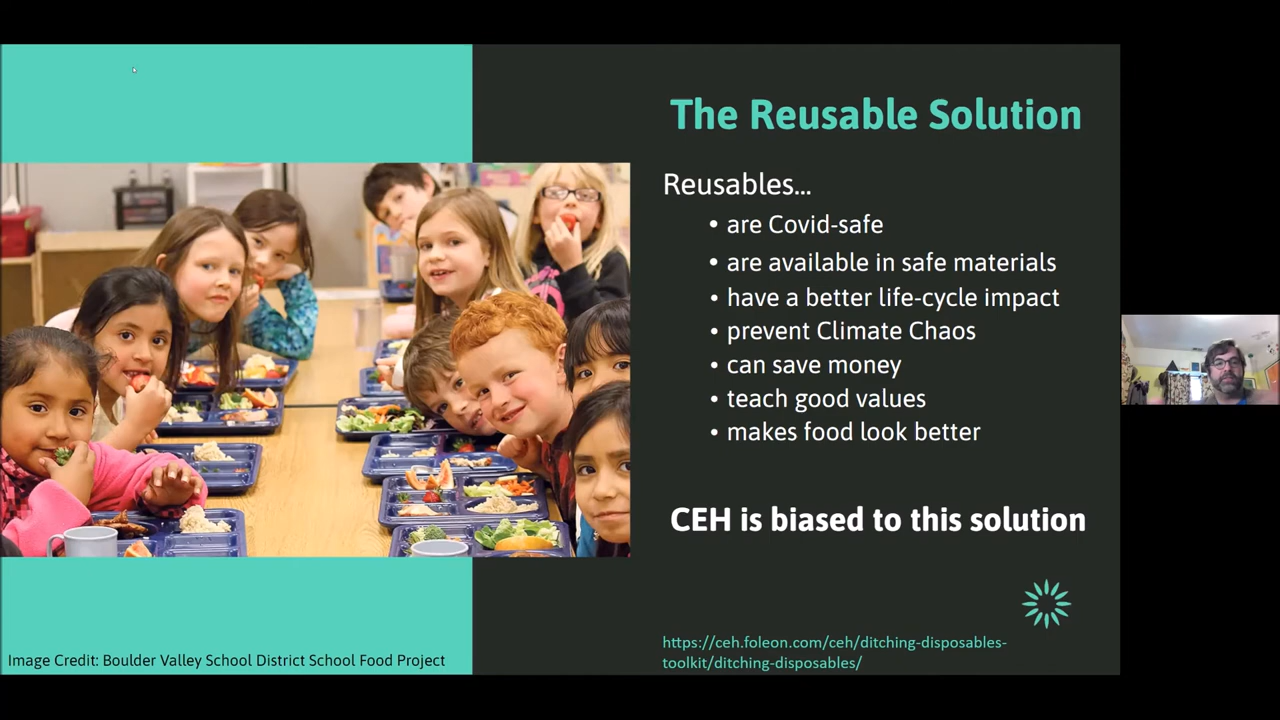 The Reusable Solution
Reusables…
• are Covid-safe
• are available in safe materials
• have a better life-cycle impact
• prevent Climate Chaos
• can save money
• teach good values
• makes food look better
CEH is biased to this solution
https://ceh.foleon.com/ceh/ditching-disposables-
toolkit/ditching-disposables/
Image Credit: Boulder Valley School District School Food Project